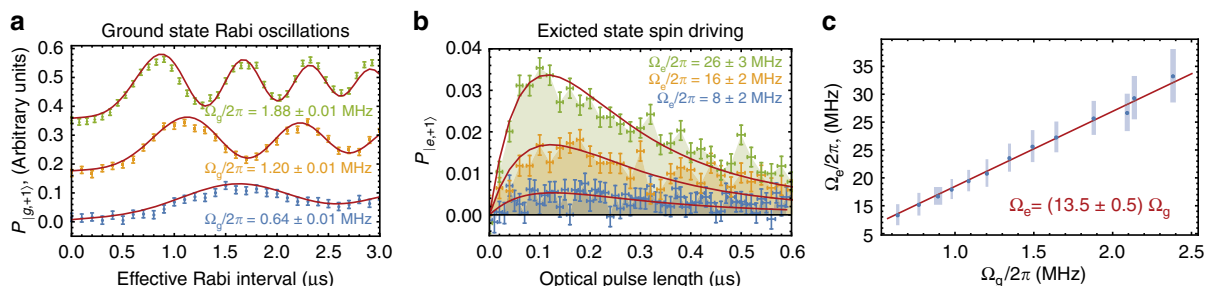 a
Ground state Rabi oscillations
P|g,+1⟩, (Arbitrary units)
0.6
0.5
0.4
0.3
0.2
0.1
0.0
Ωg/2π = 1.88 ± 0.01 MHz
Ωg/2π = 1.20 ± 0.01 MHz
Ωg/2π = 0.64 ± 0.01 MHz
0.0 0.5 1.0 1.5 2.0 2.5 3.0
Effective Rabi interval (μs)
b
Exicted state spin driving
P|e,+1⟩
0.04
0.03
0.02
0.01
0.00
Ωe/2π = 26 ± 3 MHz
Ωe/2π = 16 ± 2 MHz
Ωe/2π = 8 ± 2 MHz
0.0 0.1 0.2 0.3 0.4 0.5 0.6
Optical pulse length (μs)
c
Ωe/2π, (MHz)
35
30
25
20
15
10
5
Ωe= (13.5 ± 0.5) Ωg
1.0 1.5 2.0 2.5
Ωg/2π (MHz)